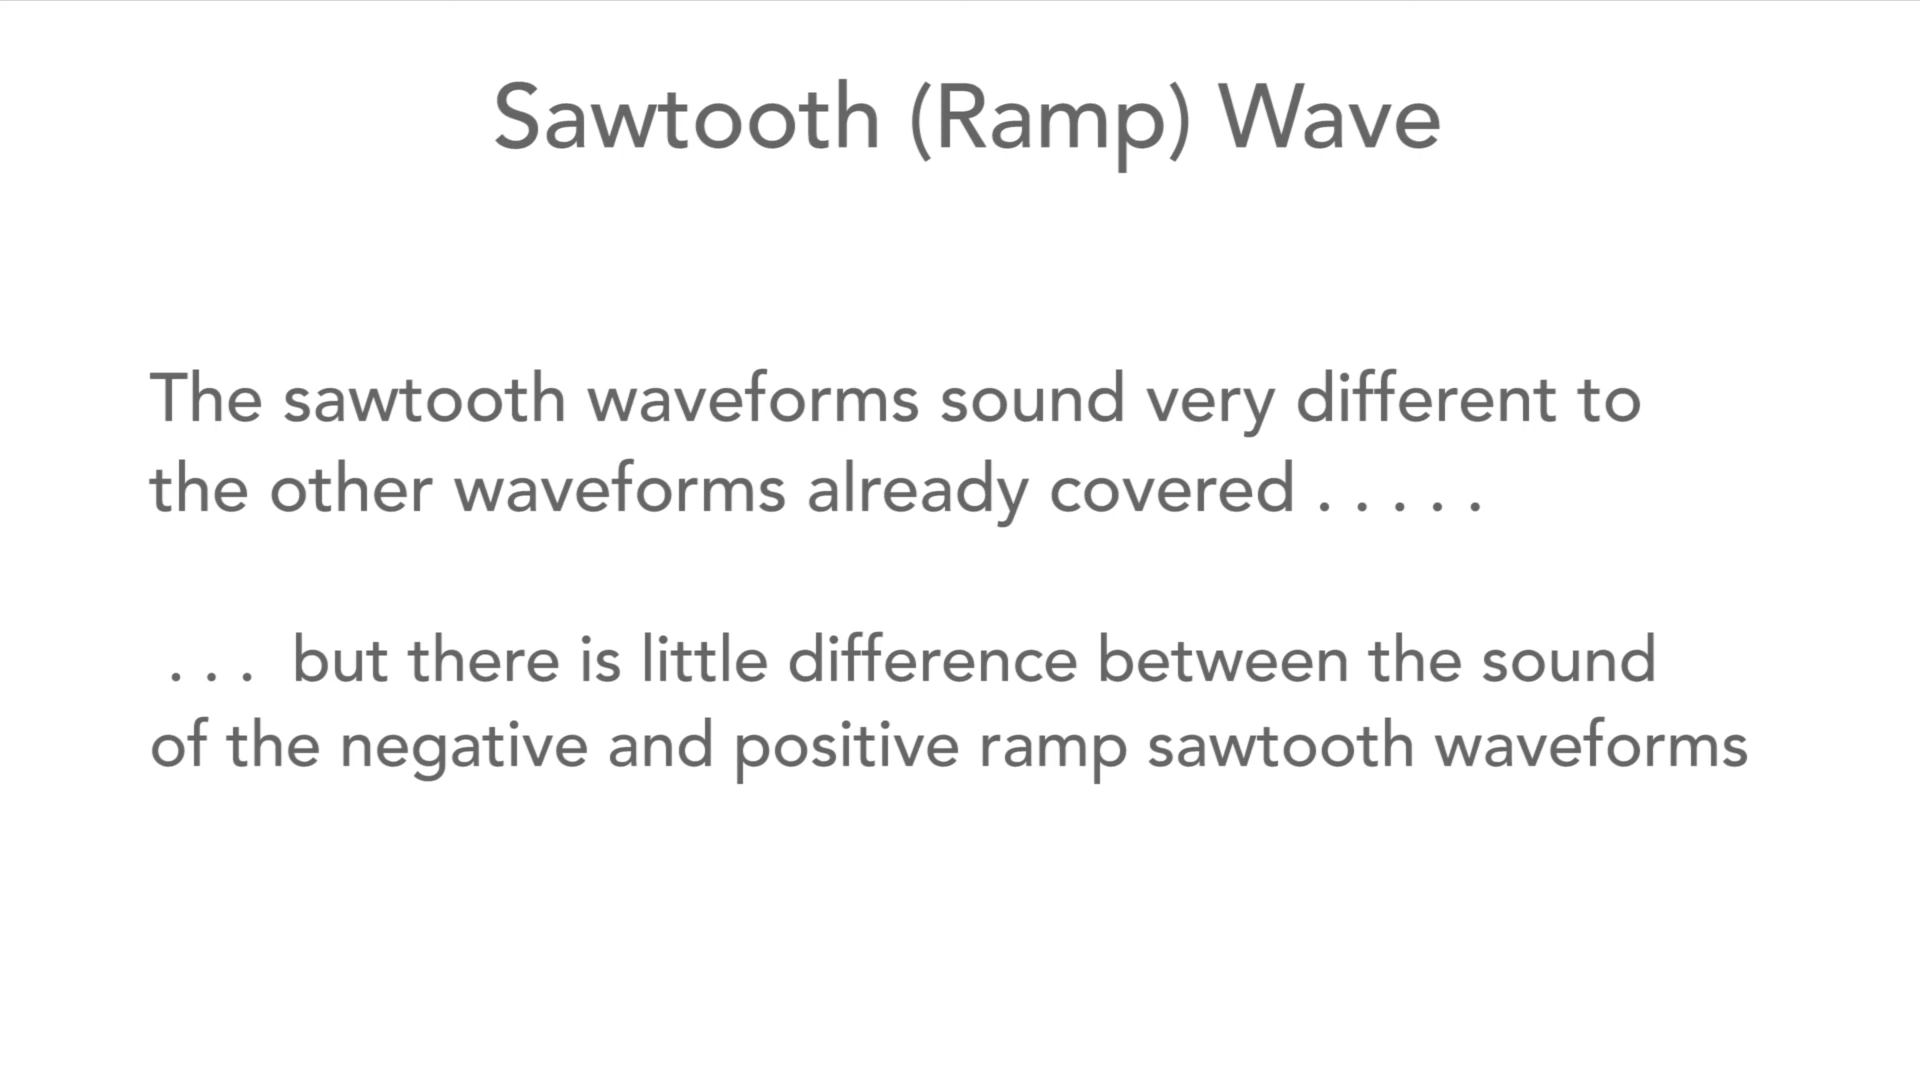 Sawtooth (Ramp) Wave
The sawtooth waveforms sound very different to
the other waveforms already covered . . . . .
. . . but there is little difference between the sound
of the negative and positive ramp sawtooth waveforms